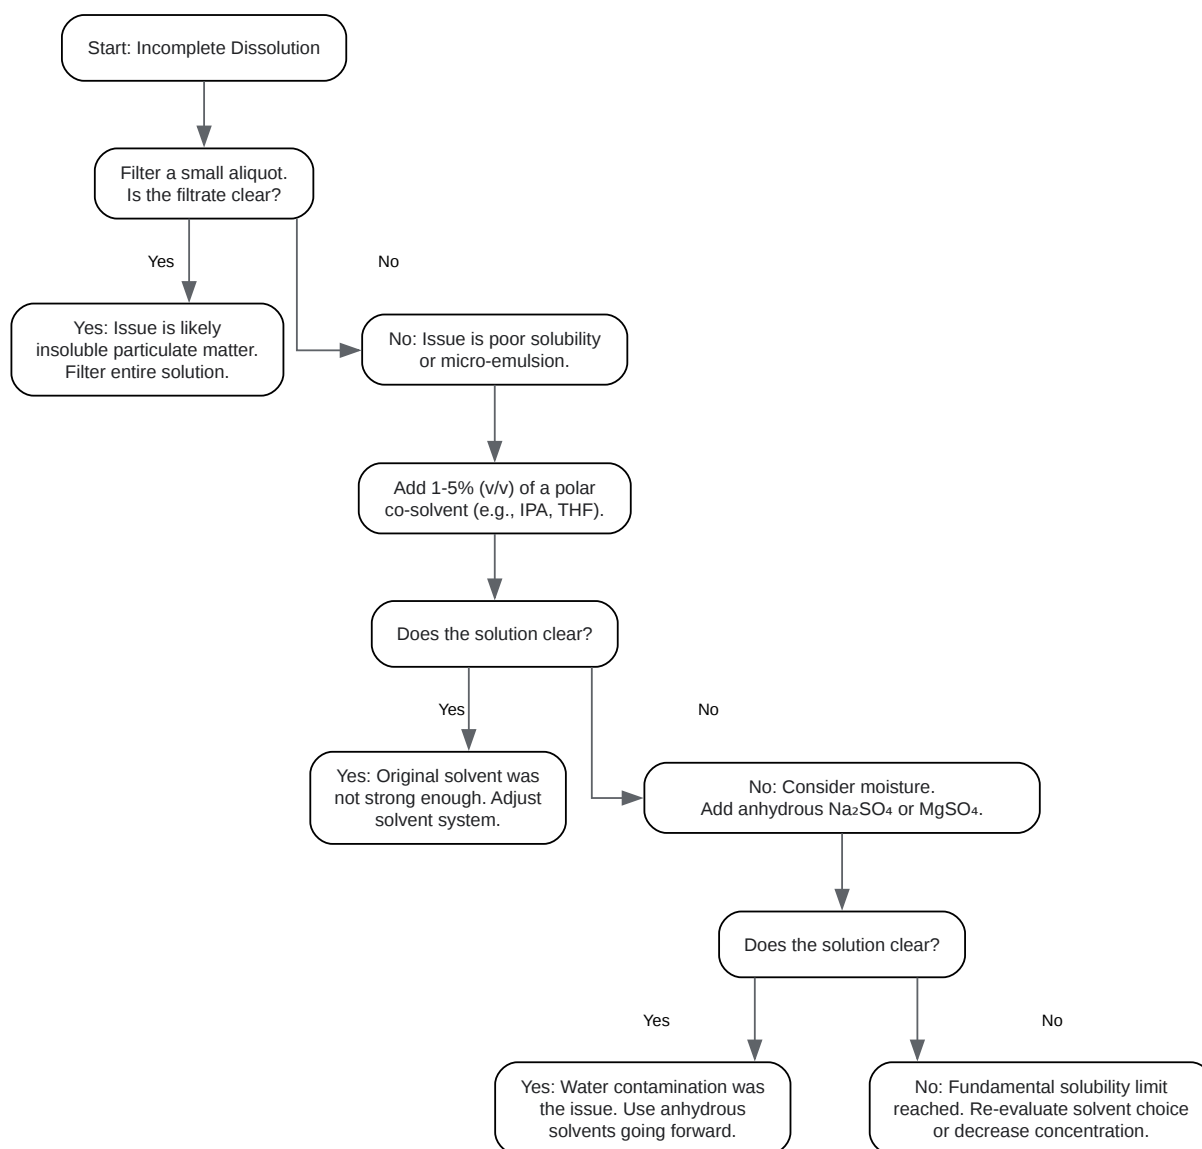 Start: Incomplete Dissolution
Filter a small aliquot.
Is the filtrate clear?
Yes
No
Yes: Issue is likely
insoluble particulate matter.
Filter entire solution.
No: Issue is poor solubility
or micro-emulsion.
Add 1-5% (v/v) of a polar
co-solvent (e.g., IPA, THF).
Does the solution clear?
Yes
No
Yes: Original solvent was
not strong enough. Adjust
solvent system.
No: Consider moisture.
Add anhydrous Na₂SO₄ or MgSO₄.
Does the solution clear?
Yes
No
Yes: Water contamination was
the issue. Use anhydrous
solvents going forward.
No: Fundamental solubility limit
reached. Re-evaluate solvent choice
or decrease concentration.